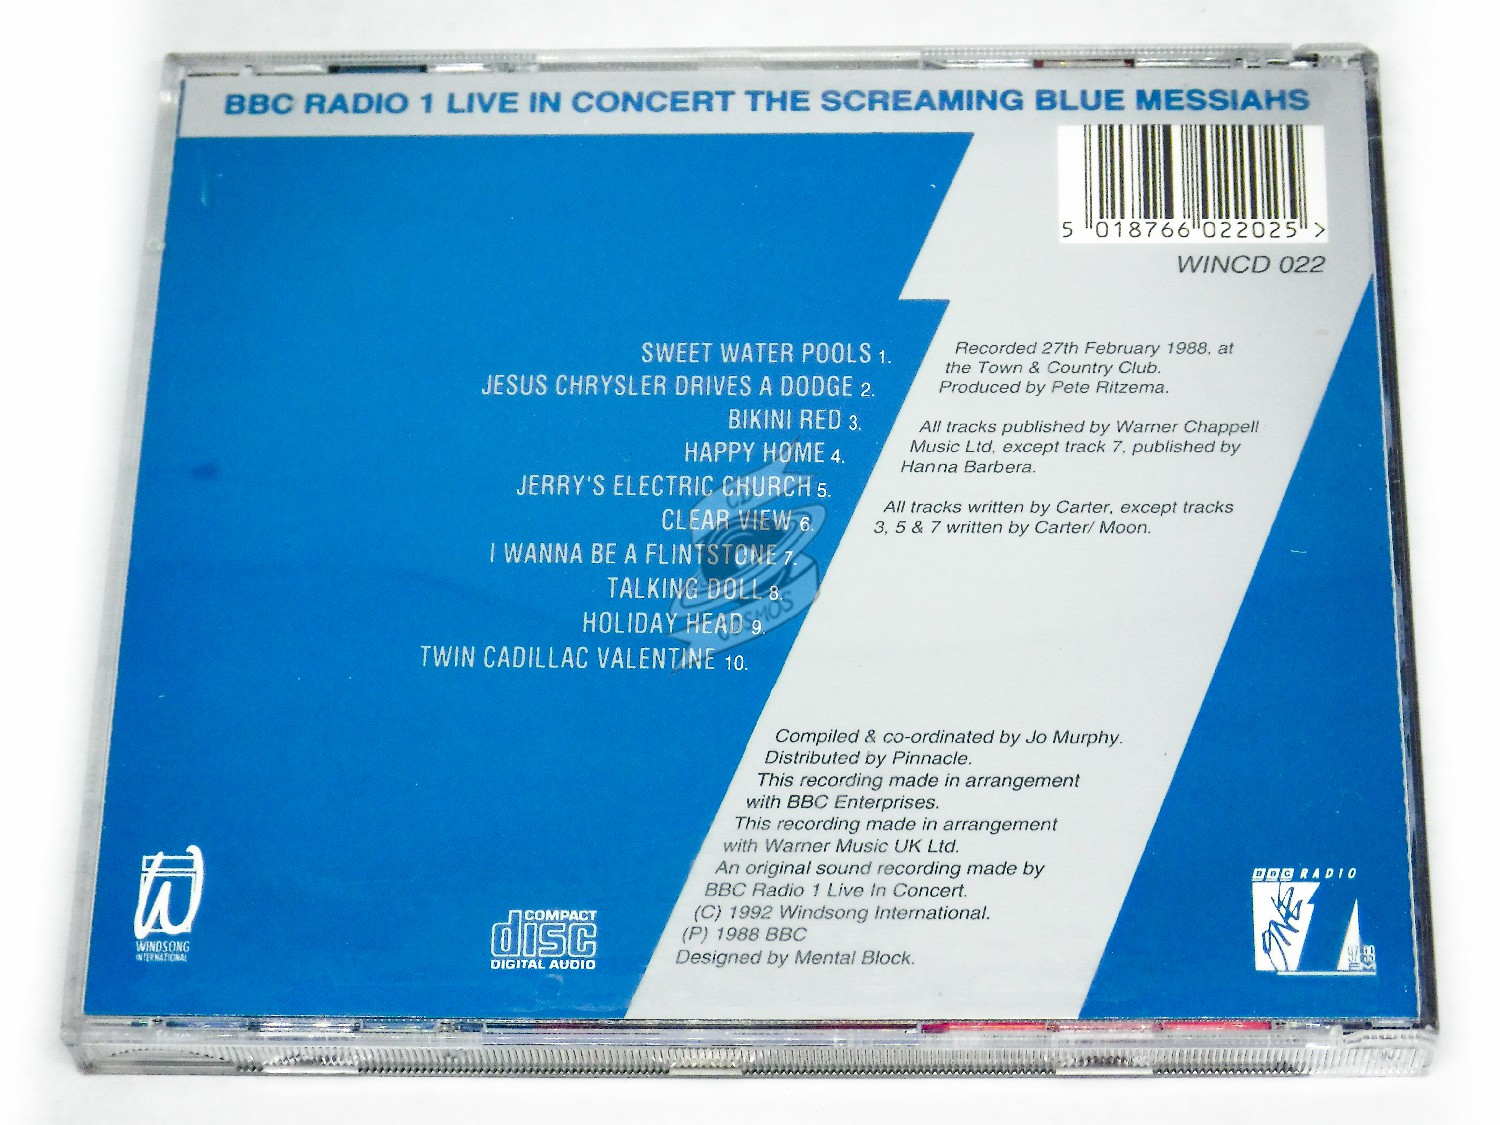 BBC RADIO 1 LIVE IN CONCERT THE SCREAMING BLUE MESSIAHS
5 018766 022025 >
WINCD 022
SWEET WATER POOLS 1.
JESUS CHRYSLER DRIVES A DODGE 2.
BIKINI RED 3.
HAPPY HOME 4.
JERRY'S ELECTRIC CHURCH 5.
CLEAR VIEW 6.
I WANNA BE A FLINTSTONE 7.
TALKING DOLL 8.
HOLIDAY HEAD 9.
TWIN CADILLAC VALENTINE 10.
Recorded 27th February 1988, at
the Town & Country Club.
Produced by Pete Ritzema.
All tracks published by Warner Chappell
Music Ltd, except track 7, published by
Hanna Barbera.
All tracks written by Carter, except tracks
3, 5 & 7 written by Carter/ Moon.
Compiled & co-ordinated by Jo Murphy.
Distributed by Pinnacle.
This recording made in arrangement
with BBC Enterprises.
This recording made in arrangement
with Warner Music UK Ltd.
An original sound recording made by
BBC Radio 1 Live In Concert.
(C) 1992 Windsong International.
(P) 1988 BBC
Designed by Mental Block.
CD
COSMOS
W
WINDSONG
INTERNATIONAL
COMPACT
disc
DIGITAL AUDIO
BBC RADIO
1